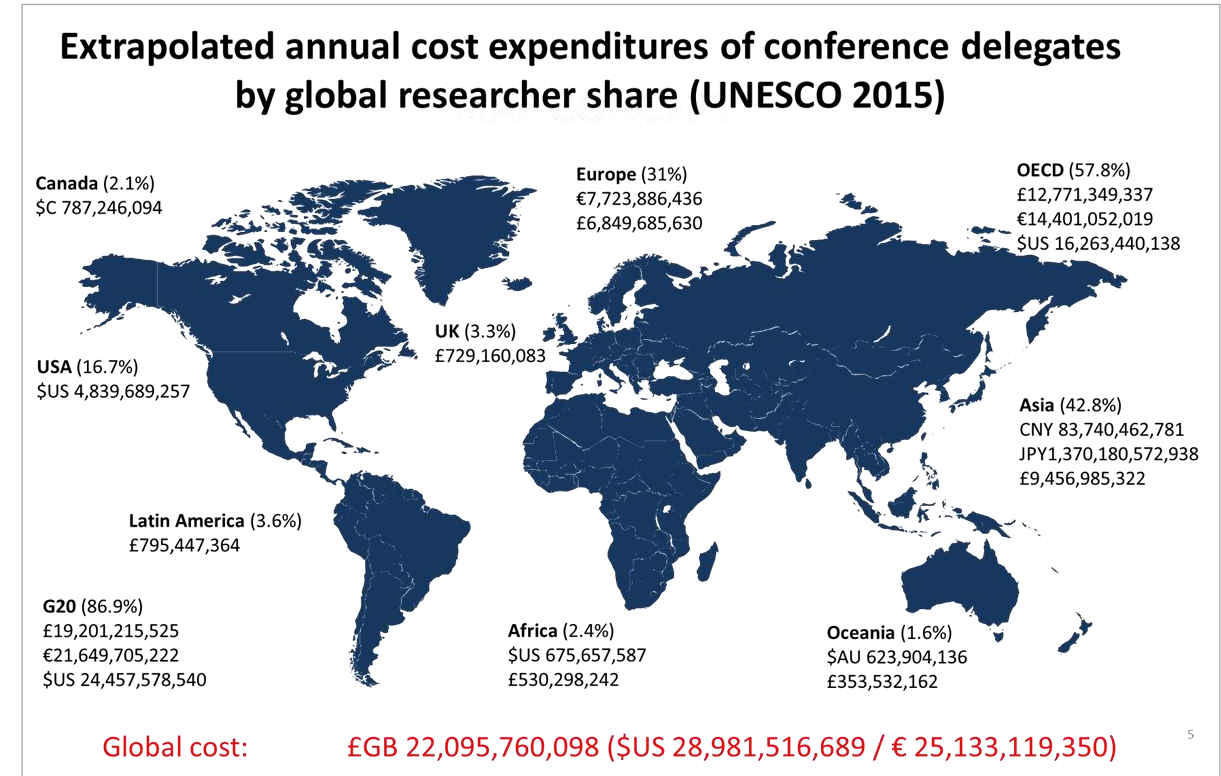 Extrapolated annual cost expenditures of conference delegates
by global researcher share (UNESCO 2015)
Canada (2.1%)
$C 787,246,094
Europe (31%)
€7,723,886,436
£6,849,685,630
OECD (57.8%)
£12,771,349,337
€14,401,052,019
$US 16,263,440,138
UK (3.3%)
£729,160,083
USA (16.7%)
$US 4,839,689,257
Asia (42.8%)
CNY 83,740,462,781
JPY1,370,180,572,938
£9,456,985,322
Latin America (3.6%)
£795,447,364
G20 (86.9%)
£19,201,215,525
€21,649,705,222
$US 24,457,578,540
Africa (2.4%)
$US 675,657,587
£530,298,242
Oceania (1.6%)
$AU 623,904,136
£353,532,162
Global cost: £GB 22,095,760,098 ($US 28,981,516,689 / € 25,133,119,350)
5